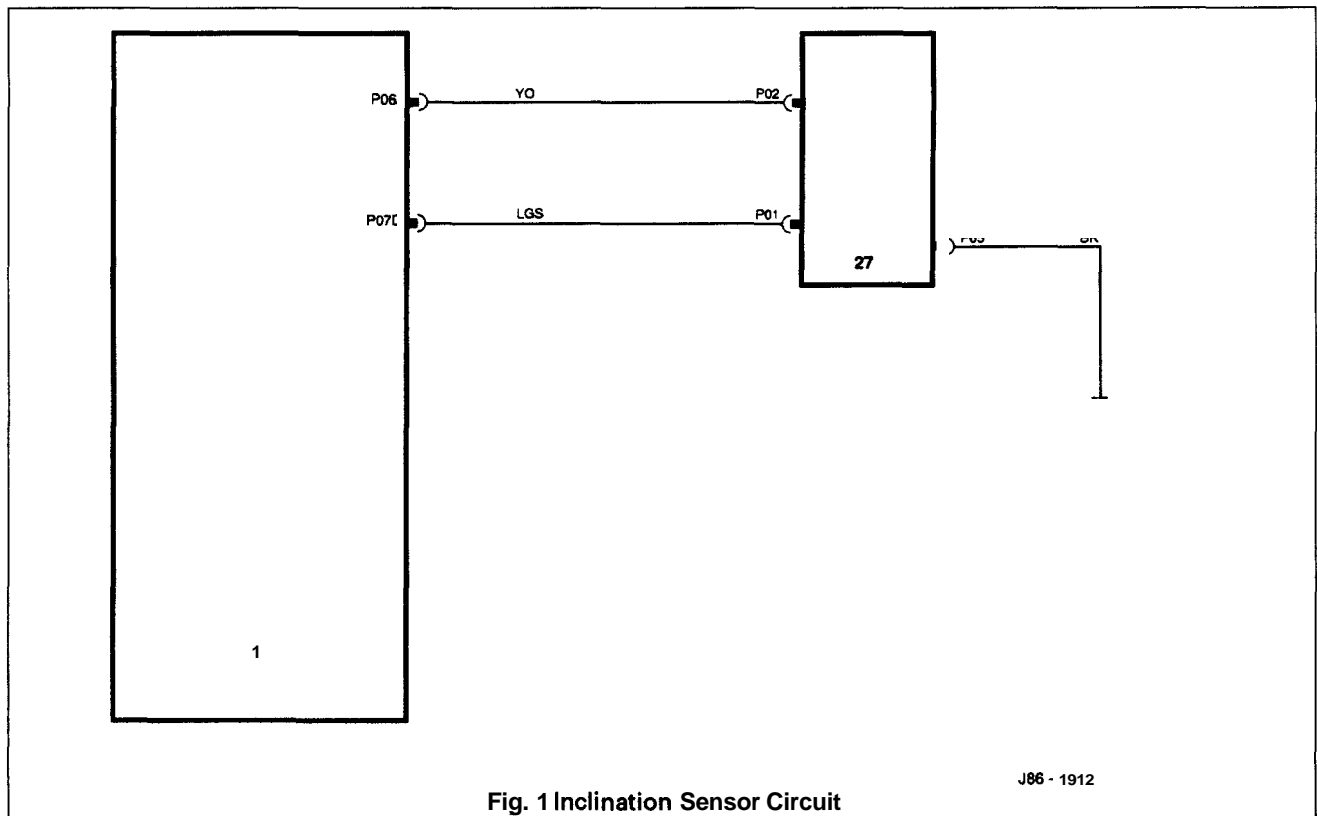 P06 YO P02
P07[ LGS P01
27
1
J86 - 1912
Fig. 1 Inclination Sensor Circuit